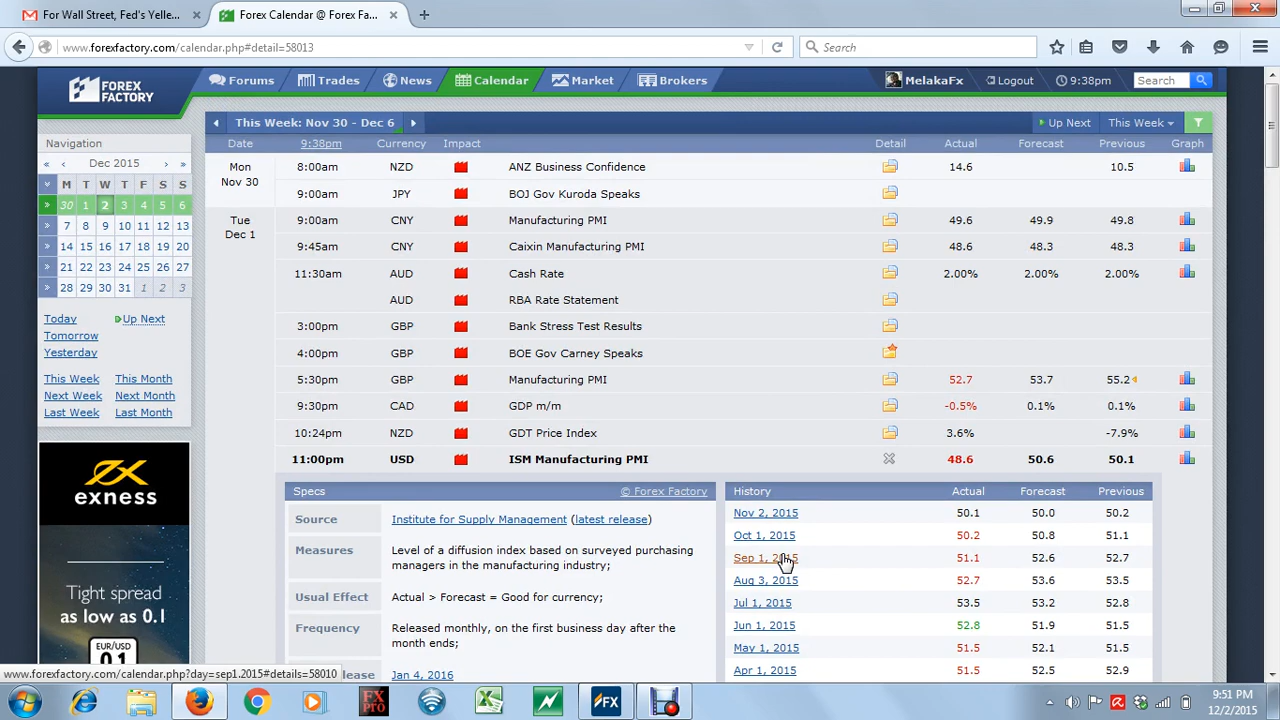 For Wall Street, Fed's Yelle...
Forex Calendar @ Forex Fa...
www.forexfactory.com/calendar.php#detail=58013
Search
FOREX FACTORY
Forums
Trades
News
Calendar
Market
Brokers
MelakaFx
Logout
9:38pm
Search
Navigation
Dec 2015
M T W T F S S
30 1 2 3 4 5 6
7 8 9 10 11 12 13
14 15 16 17 18 19 20
21 22 23 24 25 26 27
28 29 30 31 1 2 3
Today Up Next
Tomorrow
Yesterday
This Week This Month
Next Week Next Month
Last Week Last Month
exness
Tight spread
as low as 0.1
EUR/USD
0.1
This Week: Nov 30 - Dec 6 Up Next This Week
Date 9:38pm Currency Impact Detail Actual Forecast Previous Graph
Mon Nov 30 8:00am NZD ANZ Business Confidence 14.6 10.5
9:00am JPY BOJ Gov Kuroda Speaks
Tue Dec 1 9:00am CNY Manufacturing PMI 49.6 49.9 49.8
9:45am CNY Caixin Manufacturing PMI 48.6 48.3 48.3
11:30am AUD Cash Rate 2.00% 2.00% 2.00%
AUD RBA Rate Statement
3:00pm GBP Bank Stress Test Results
4:00pm GBP BOE Gov Carney Speaks
5:30pm GBP Manufacturing PMI 52.7 53.7 55.2
9:30pm CAD GDP m/m -0.5% 0.1% 0.1%
10:24pm NZD GDT Price Index 3.6% -7.9%
11:00pm USD ISM Manufacturing PMI 48.6 50.6 50.1
Specs © Forex Factory
Source Institute for Supply Management (latest release)
Measures Level of a diffusion index based on surveyed purchasing
managers in the manufacturing industry;
Usual Effect Actual > Forecast = Good for currency;
Frequency Released monthly, on the first business day after the
month ends;
lease Jan 4, 2016
History Actual Forecast Previous
Nov 2, 2015 50.1 50.0 50.2
Oct 1, 2015 50.2 50.8 51.1
Sep 1, 2015 51.1 52.6 52.7
Aug 3, 2015 52.7 53.6 53.5
Jul 1, 2015 53.5 53.2 52.8
Jun 1, 2015 52.8 51.9 51.5
May 1, 2015 51.5 52.1 51.5
Apr 1, 2015 51.5 52.5 52.9
www.forexfactory.com/calendar.php?day=sep1.2015#details=58010
FX PRO
FX
9:51 PM
12/2/2015